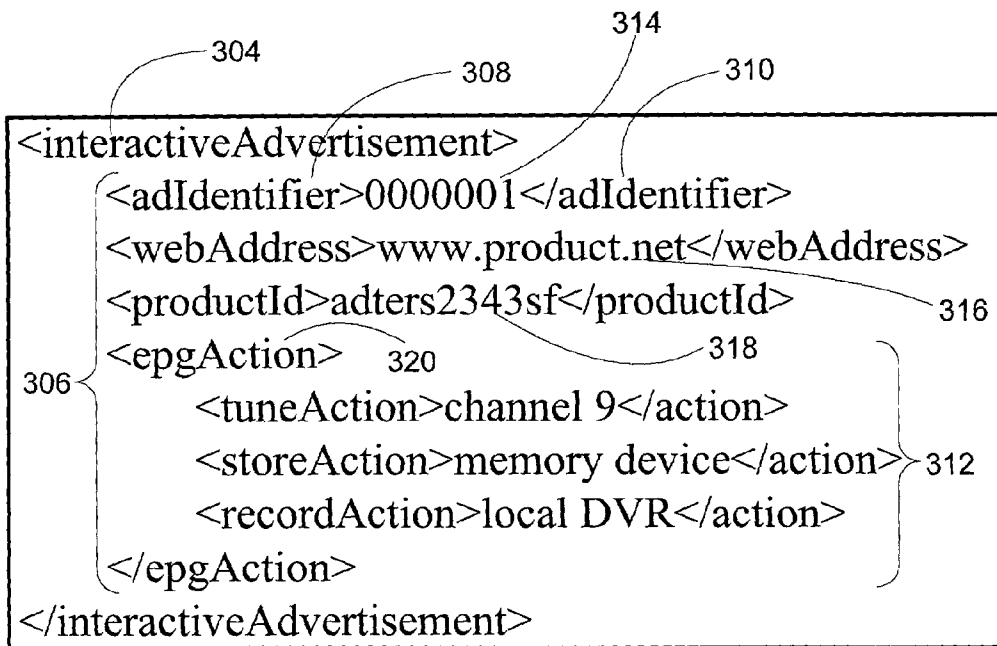 314
304
308
310
<interactiveAdvertisement>
<adIdentifier>0000001</adIdentifier>
<webAddress>www.product.net</webAddress>
<productId>adters2343sf</productId>
316
<epgAction>
320
318
306
<tuneAction>channel 9</action>
<storeAction>memory device</action>
312
<recordAction>local DVR</action>
</epgAction>
</interactiveAdvertisement>